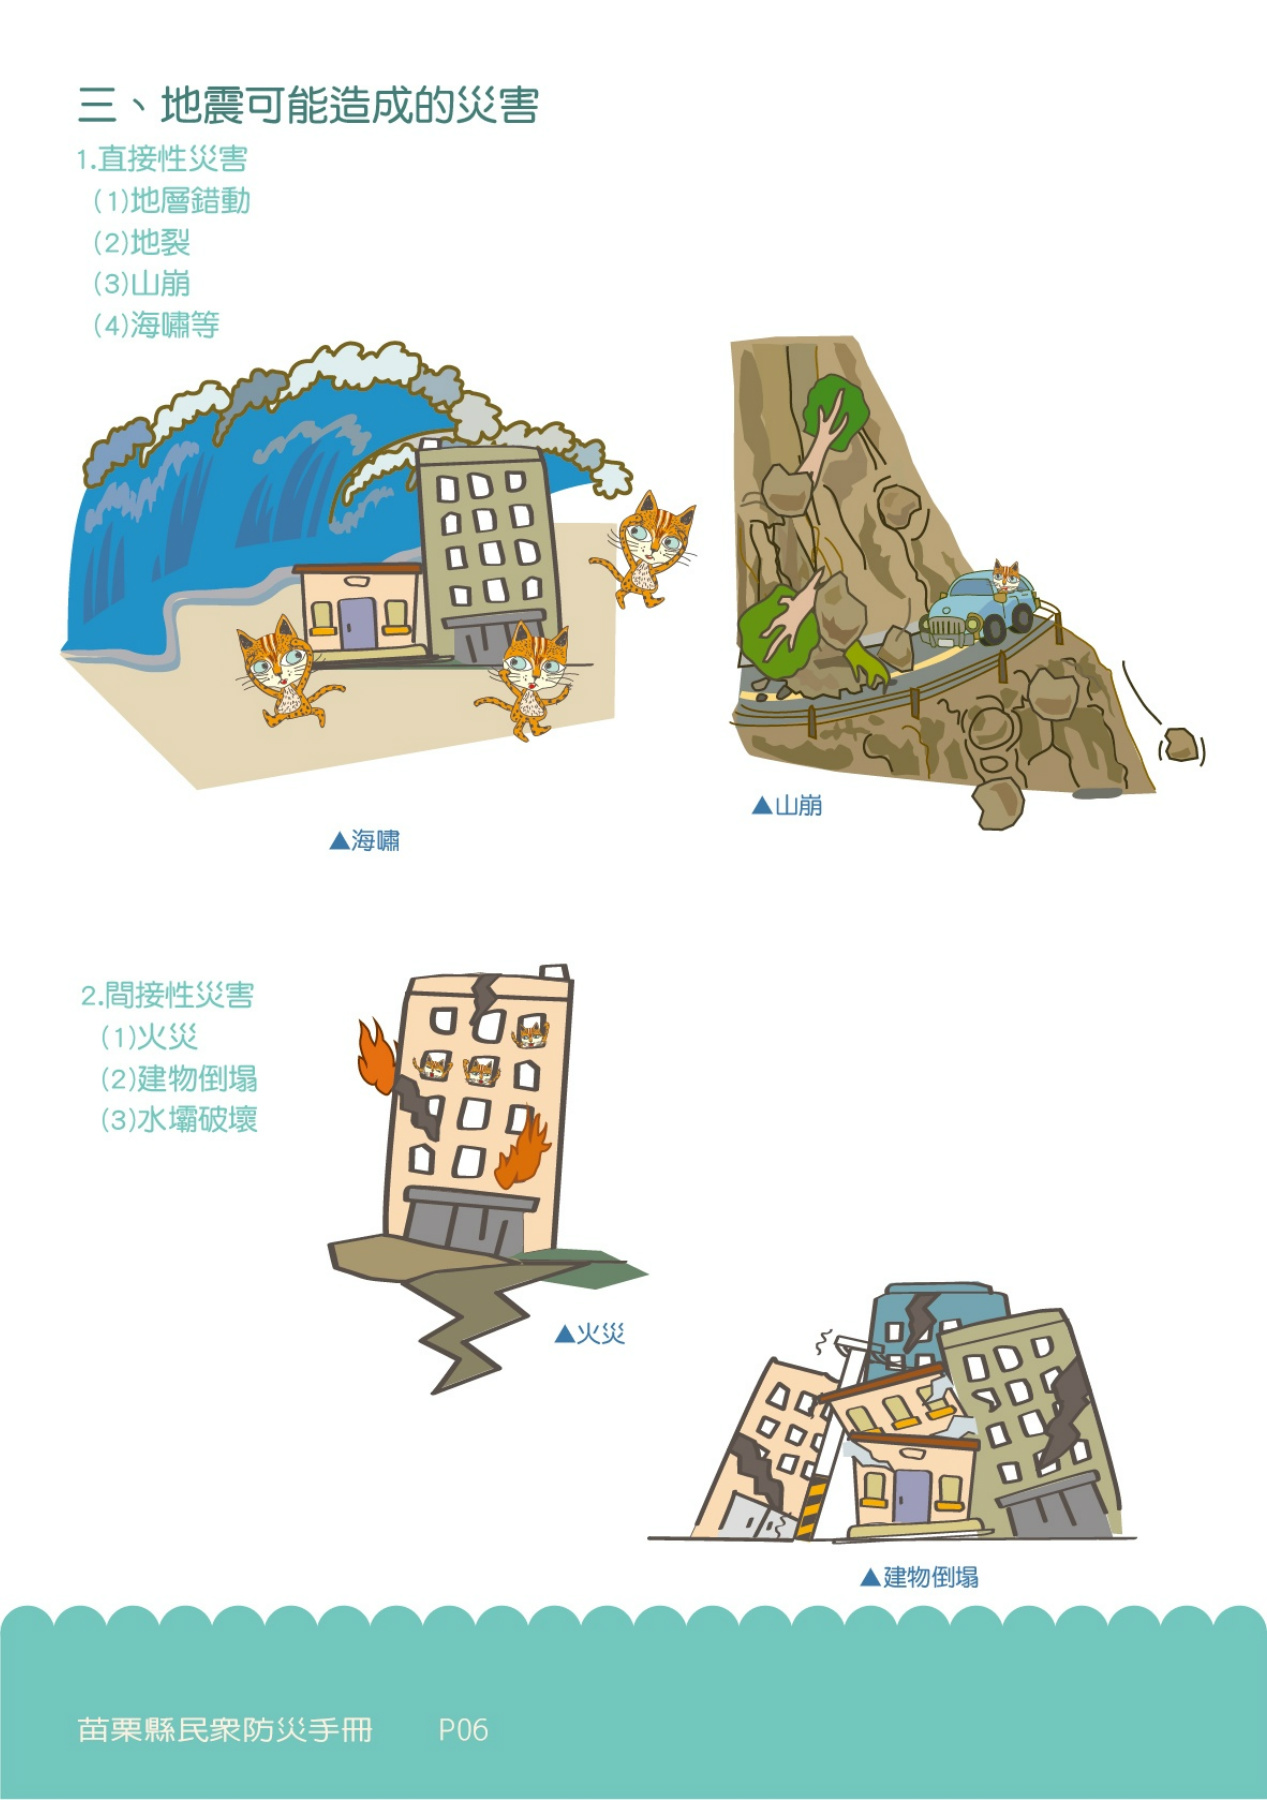 三、地震可能造成的災害
1.直接性災害
(1)地層錯動
(2)地裂
(3)山崩
(4)海嘯等
▲山崩
▲海嘯
2.間接性災害
(1)火災
(2)建物倒塌
(3)水壩破壞
▲火災
▲建物倒塌
苗栗縣民眾防災手冊 P06